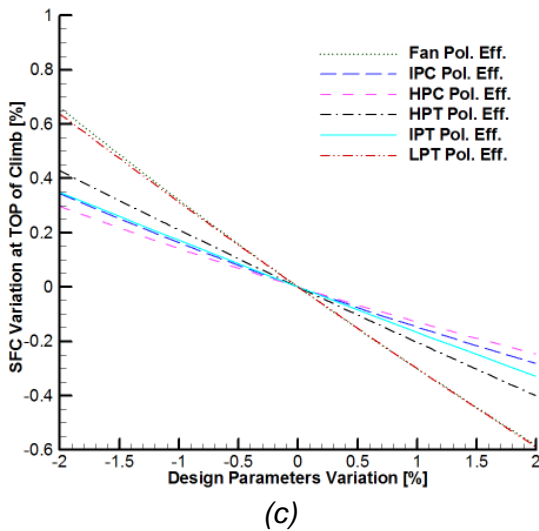 1
0.8
0.6
0.4
0.2
0
-0.2
-0.4
-0.6
SFC Variation at TOP of Climb [%]
Fan Pol. Eff.
IPC Pol. Eff.
HPC Pol. Eff.
HPT Pol. Eff.
IPT Pol. Eff.
LPT Pol. Eff.
-2 -1.5 -1 -0.5 0 0.5 1 1.5 2
Design Parameters Variation [%]
(c)